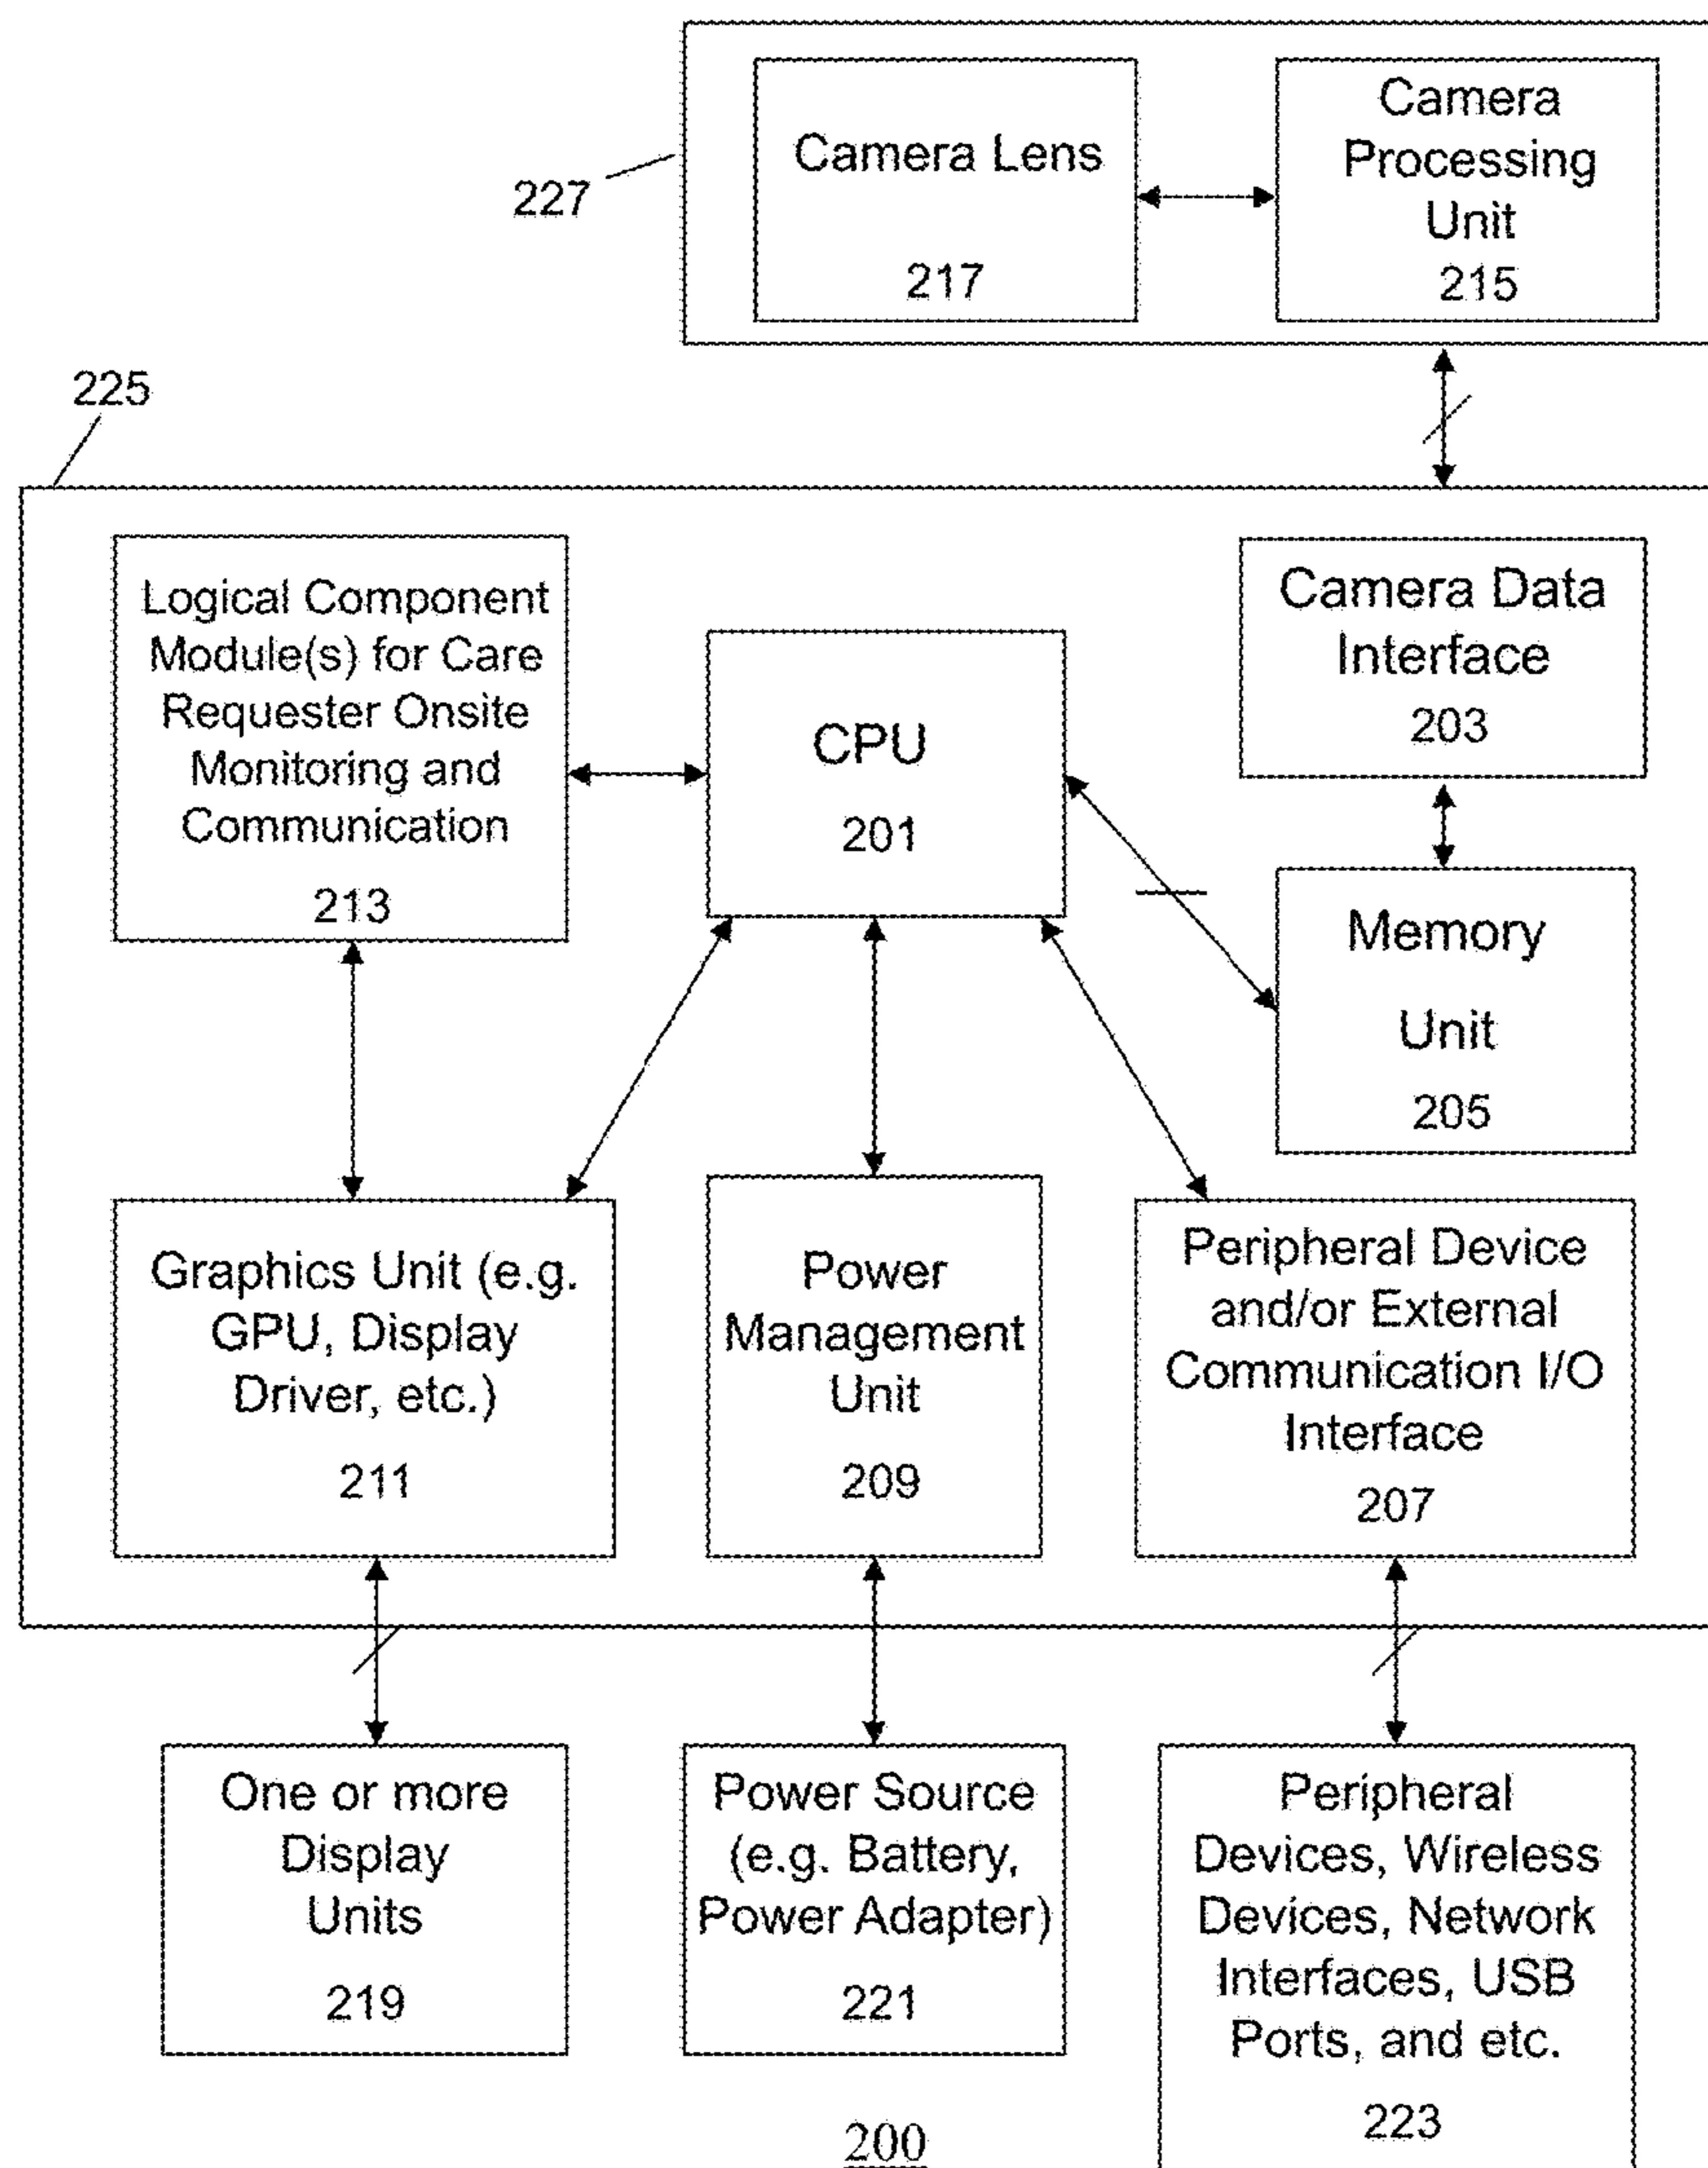 Camera Lens
217
Camera
Processing
Unit
215
227
225
Logical Component
Module(s) for Care
Requester Onsite
Monitoring and
Communication
213
CPU
201
Camera Data
Interface
203
Memory
Unit
205
Graphics Unit (e.g.
GPU, Display
Driver, etc.)
211
Power
Management
Unit
209
Peripheral Device
and/or External
Communication I/O
Interface
207
One or more
Display
Units
219
Power Source
(e.g. Battery,
Power Adapter)
221
Peripheral
Devices, Wireless
Devices, Network
Interfaces, USB
Ports, and etc.
223
200